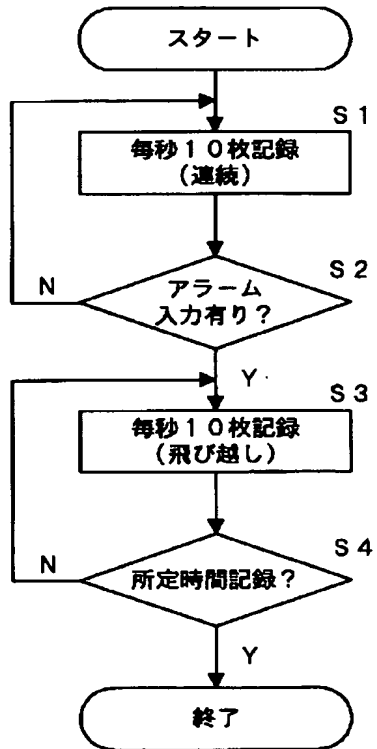 スタート
S1
毎秒10枚記録
(連続)
S2
アラーム
入力有り?
N
Y
S3
毎秒10枚記録
(飛び越し)
S4
所定時間記録?
N
Y
終了